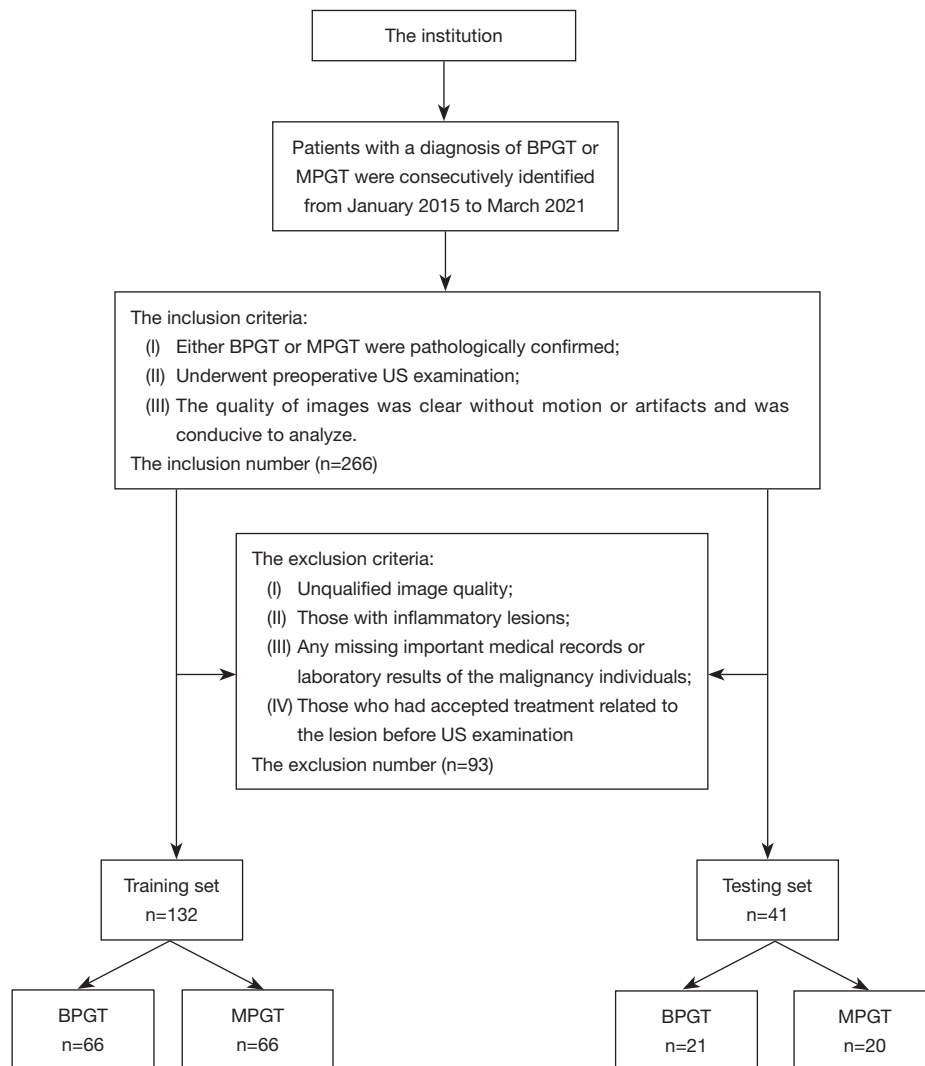 The institution
Patients with a diagnosis of BPGT or
MPGT were consecutively identified
from January 2015 to March 2021
The inclusion criteria:
(I) Either BPGT or MPGT were pathologically confirmed;
(II) Underwent preoperative US examination;
(III) The quality of images was clear without motion or artifacts and was
conducive to analyze.
The inclusion number (n=266)
The exclusion criteria:
(I) Unqualified image quality;
(II) Those with inflammatory lesions;
(III) Any missing important medical records or
laboratory results of the malignancy individuals;
(IV) Those who had accepted treatment related to
the lesion before US examination
The exclusion number (n=93)
Training set
n=132
Testing set
n=41
BPGT
n=66
MPGT
n=66
BPGT
n=21
MPGT
n=20